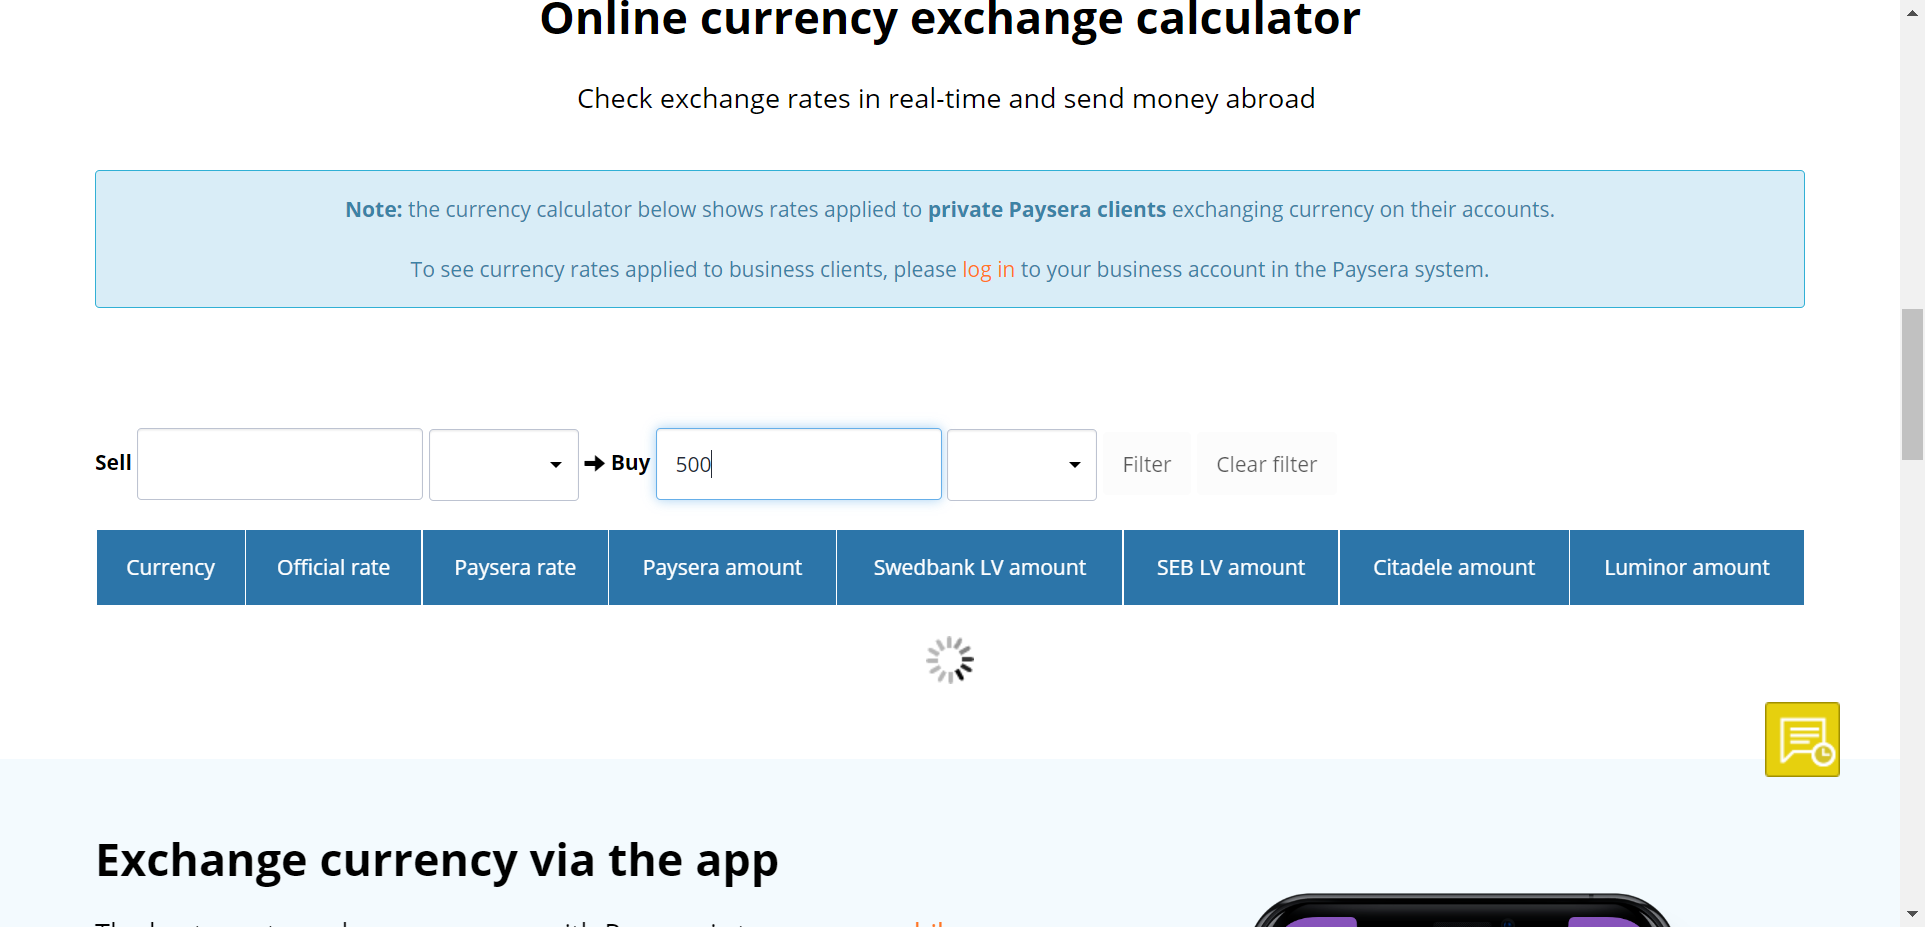 Online currency exchange calculator
Check exchange rates in real-time and send money abroad
Note: the currency calculator below shows rates applied to private Paysera clients exchanging currency on their accounts.
To see currency rates applied to business clients, please log in to your business account in the Paysera system.
Sell Buy 500 Filter Clear filter
Currency Official rate Paysera rate Paysera amount Swedbank LV amount SEB LV amount Citadele amount Luminor amount
Exchange currency via the app